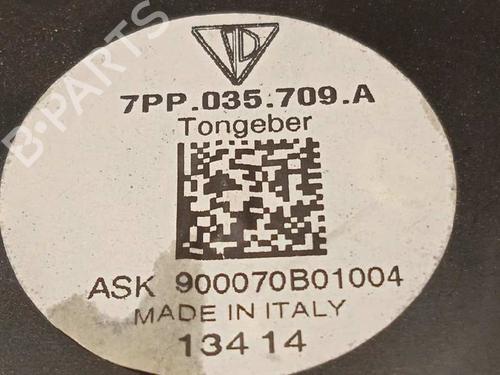 B-PARTS
7PP.035.709.A
Tongeber
ASK 900070B01004
MADE IN ITALY
134 14